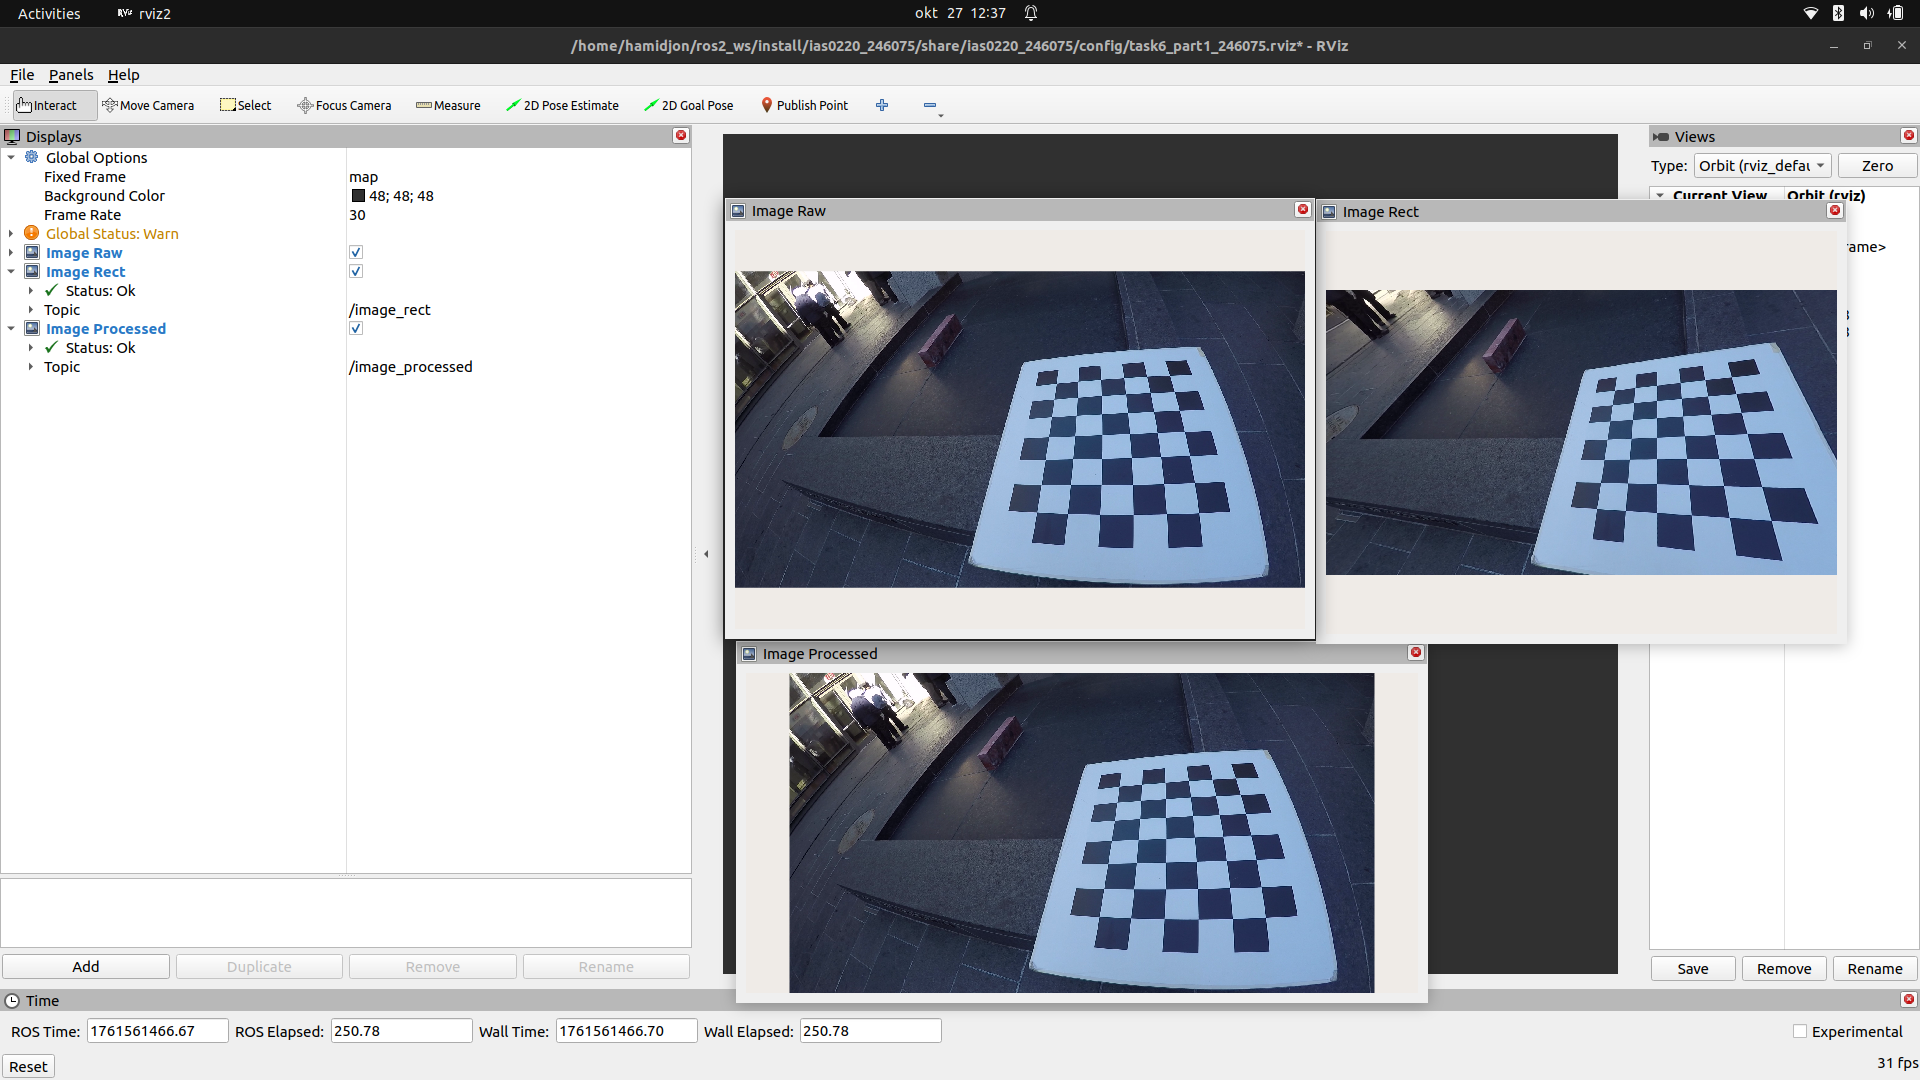 Activities
RViz rviz2
okt 27 12:37
/home/hamidjon/ros2_ws/install/ias0220_246075/share/ias0220_246075/config/task6_part1_246075.rviz* - RViz
File Panels Help
Interact Move Camera Select Focus Camera Measure 2D Pose Estimate 2D Goal Pose Publish Point
Displays
Global Options
Fixed Frame map
Background Color 48; 48; 48
Frame Rate 30
Global Status: Warn
Image Raw
Image Rect
Status: Ok
Topic /image_rect
Image Processed
Status: Ok
Topic /image_processed
Add Duplicate Remove Rename
Image Raw
Image Rect
Image Processed
Views
Type: Orbit (rviz_defau Zero
Current View Orbit (rviz)
rame>
Save Remove Rename
Time
ROS Time: 1761561466.67 ROS Elapsed: 250.78 Wall Time: 1761561466.70 Wall Elapsed: 250.78 Experimental
Reset 31 fps